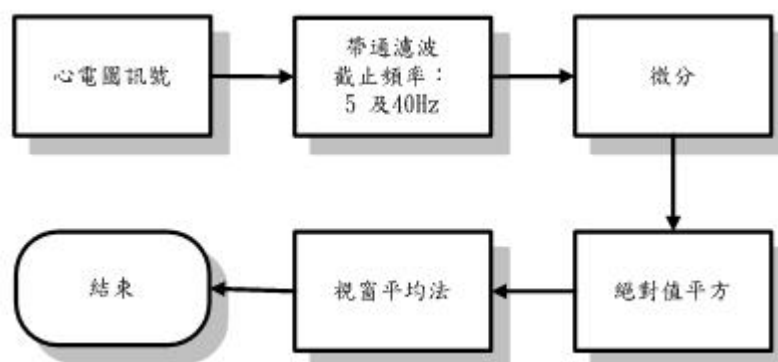 心電圖訊號
帶通濾波
截止頻率：
5 及40Hz
微分
絕對值平方
視窗平均法
結束